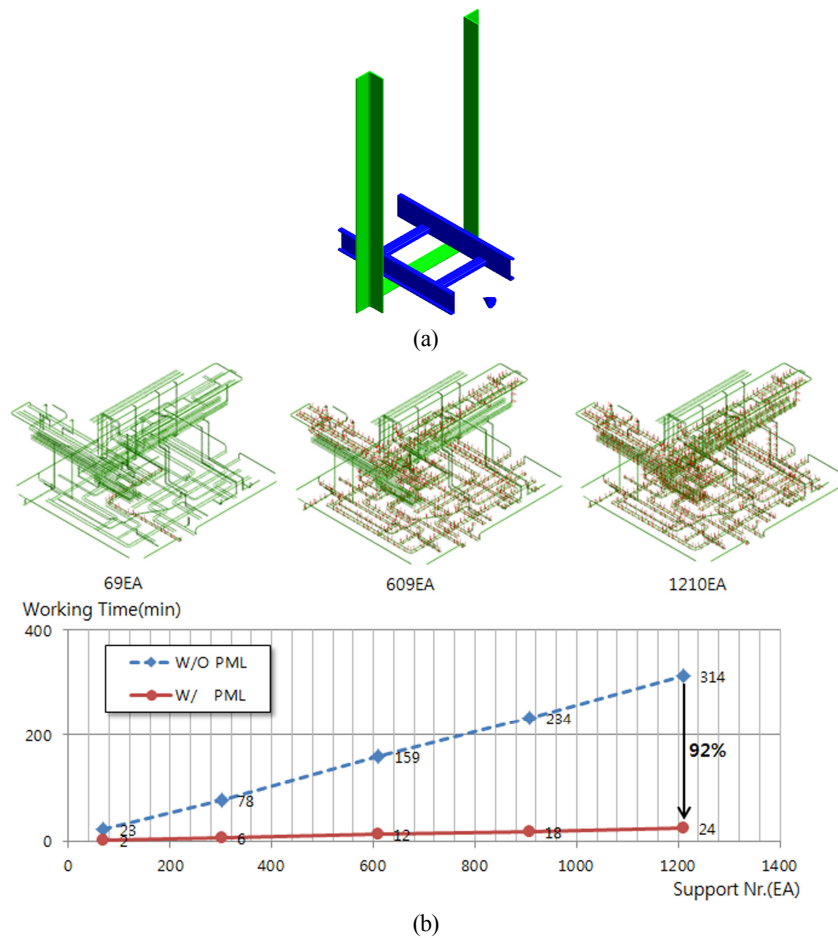 (a)
69EA
609EA
1210EA
Working Time(min)
400
W/O PML
W/ PML
314
234
92%
200
159
78
23
2
6
12
18
24
0
0
200
400
600
800
1000
1200
1400
Support Nr.(EA)
(b)